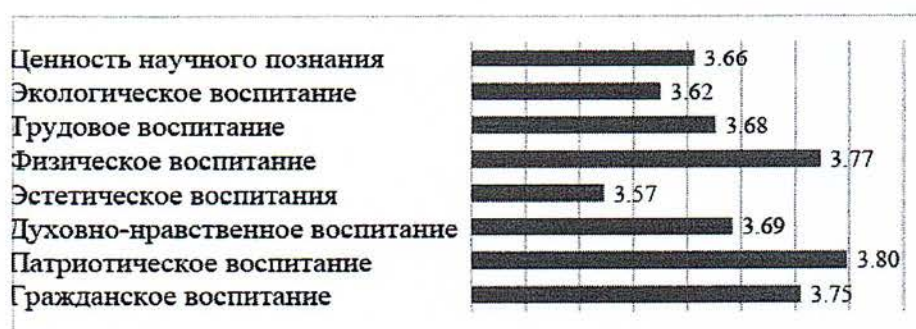 Ценность научного познания 3.66
Экологическое воспитание 3.62
Трудовое воспитание 3.68
Физическое воспитание 3.77
Эстетическое воспитания 3.57
Духовно-нравственное воспитание 3.69
Патриотическое воспитание 3.80
Гражданское воспитание 3.75